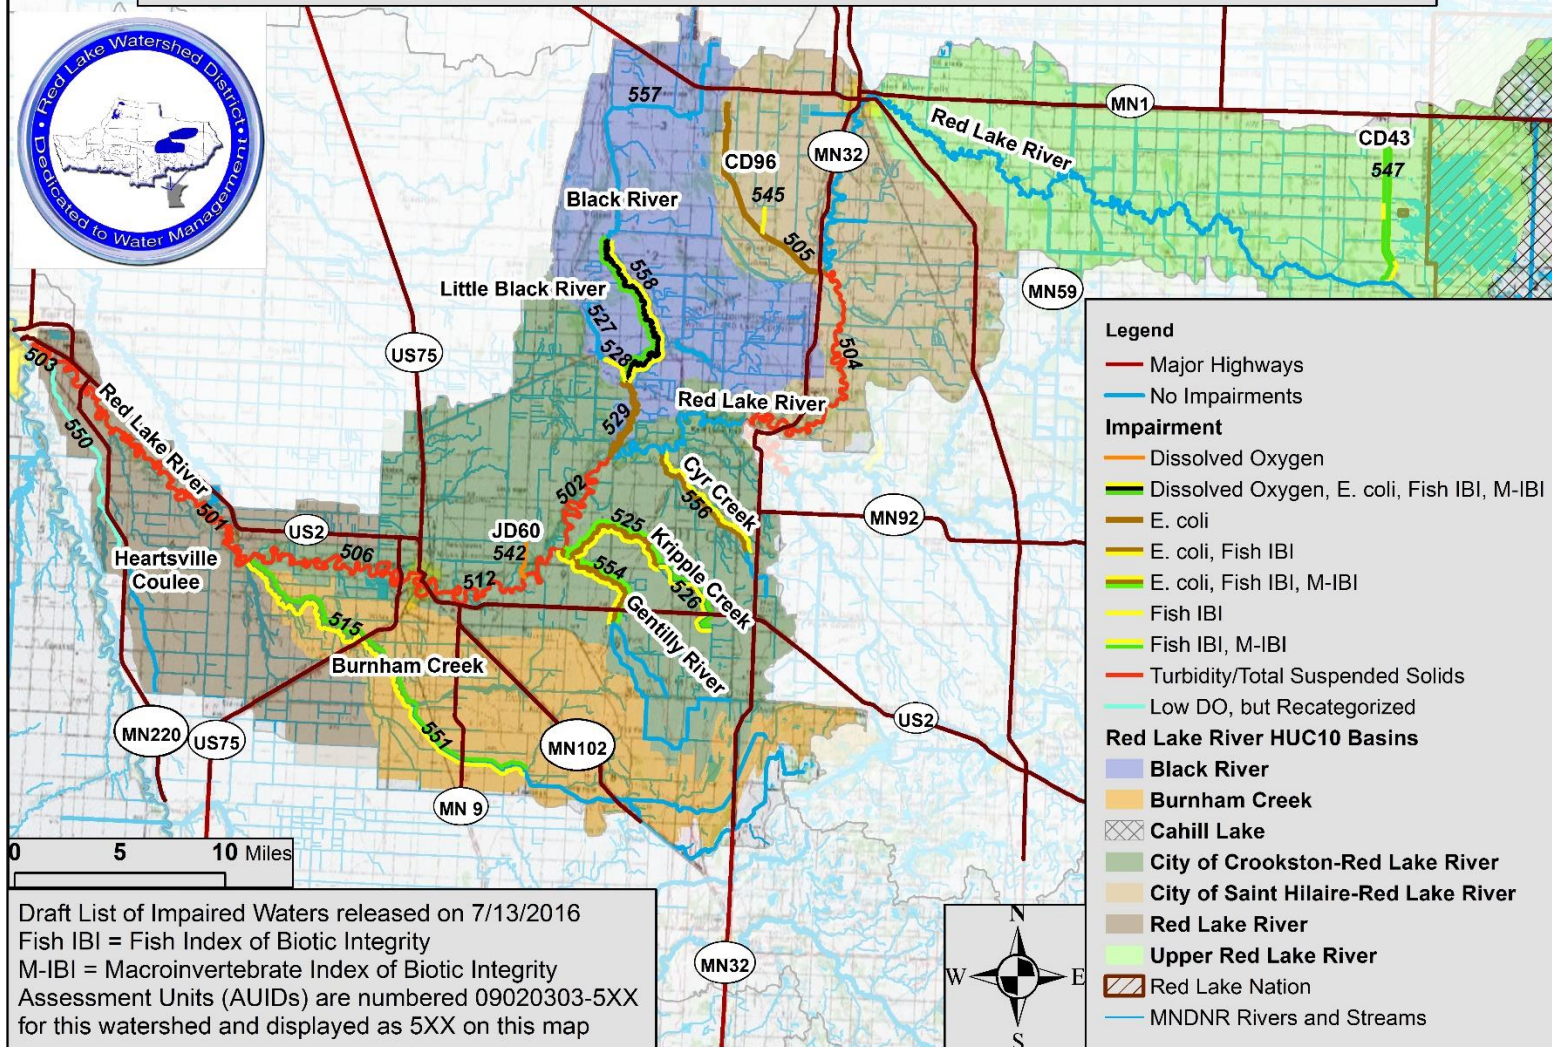 Red Lake Watershed District
Dedicated to Water Management
557
MN1
Red Lake River
CD43
547
CD96
MN32
545
Black River
505
558
Little Black River
MN59
527
528
US75
504
503
Red Lake River
529
Red Lake River
550
Cyr Creek
556
502
501
MN92
US2
JD60
542
525
Kripple Creek
506
Heartsville
Coulee
512
554
526
Gentilly River
515
Burnham Creek
US2
MN220
US75
551
MN102
MN 9
MN32
0 5 10 Miles
Draft List of Impaired Waters released on 7/13/2016
Fish IBI = Fish Index of Biotic Integrity
M-IBI = Macroinvertebrate Index of Biotic Integrity
Assessment Units (AUIDs) are numbered 09020303-5XX
for this watershed and displayed as 5XX on this map
N
W E
S
Legend
Major Highways
No Impairments
Impairment
Dissolved Oxygen
Dissolved Oxygen, E. coli, Fish IBI, M-IBI
E. coli
E. coli, Fish IBI
E. coli, Fish IBI, M-IBI
Fish IBI
Fish IBI, M-IBI
Turbidity/Total Suspended Solids
Low DO, but Recategorized
Red Lake River HUC10 Basins
Black River
Burnham Creek
Cahill Lake
City of Crookston-Red Lake River
City of Saint Hilaire-Red Lake River
Red Lake River
Upper Red Lake River
Red Lake Nation
MNDNR Rivers and Streams